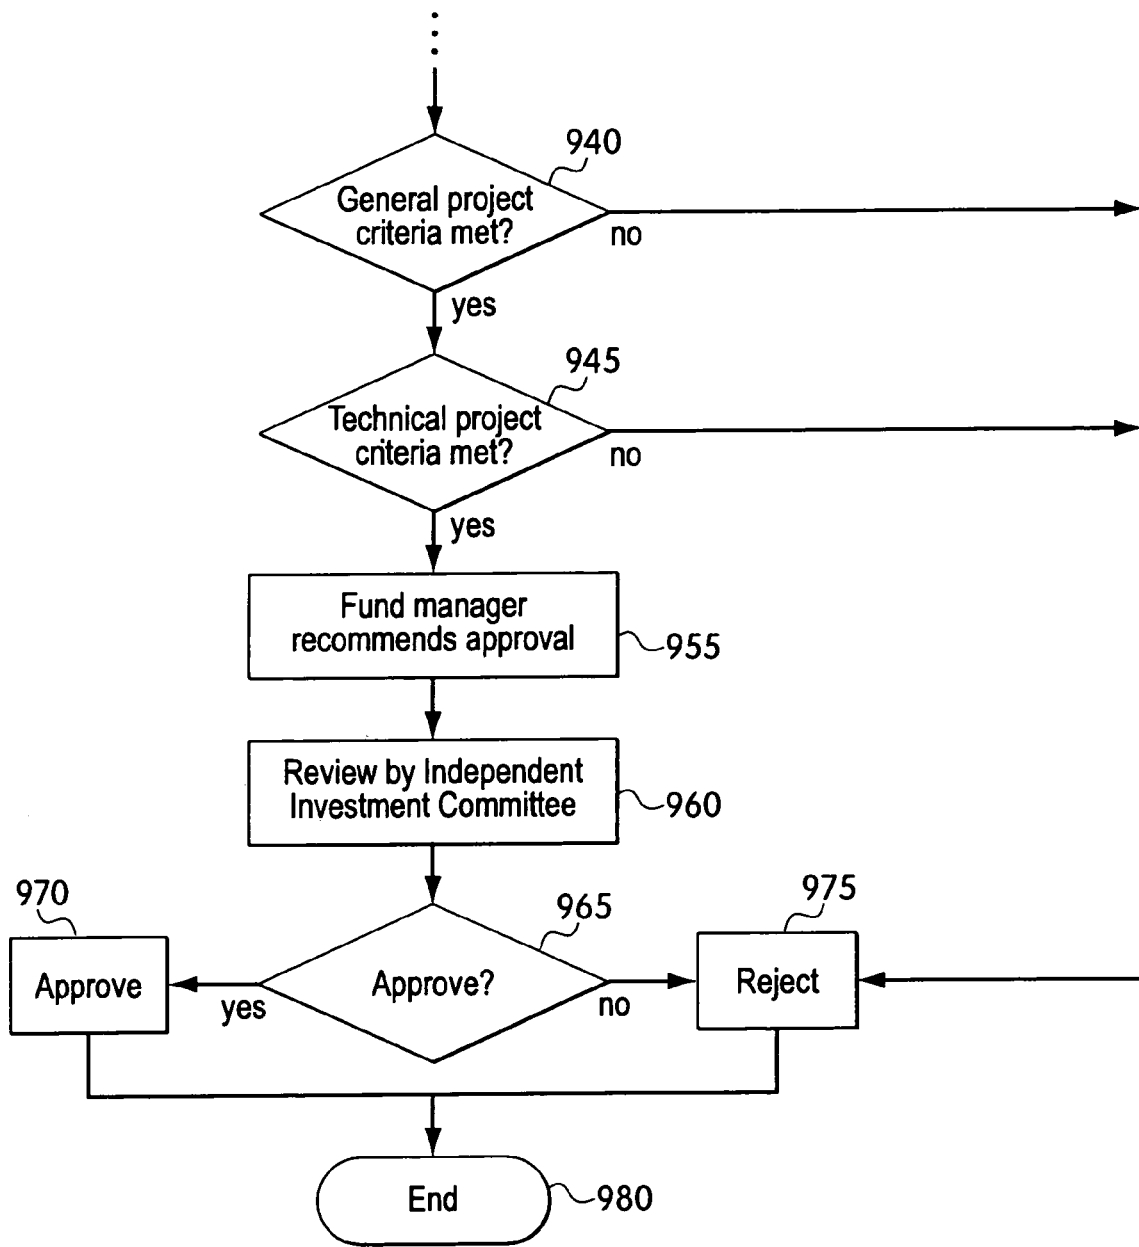 940
General project
criteria met?
no
yes
945
Technical project
criteria met?
no
yes
Fund manager
recommends approval
955
Review by Independent
Investment Committee
960
970
965
975
Approve
yes
Approve?
no
Reject
End
980